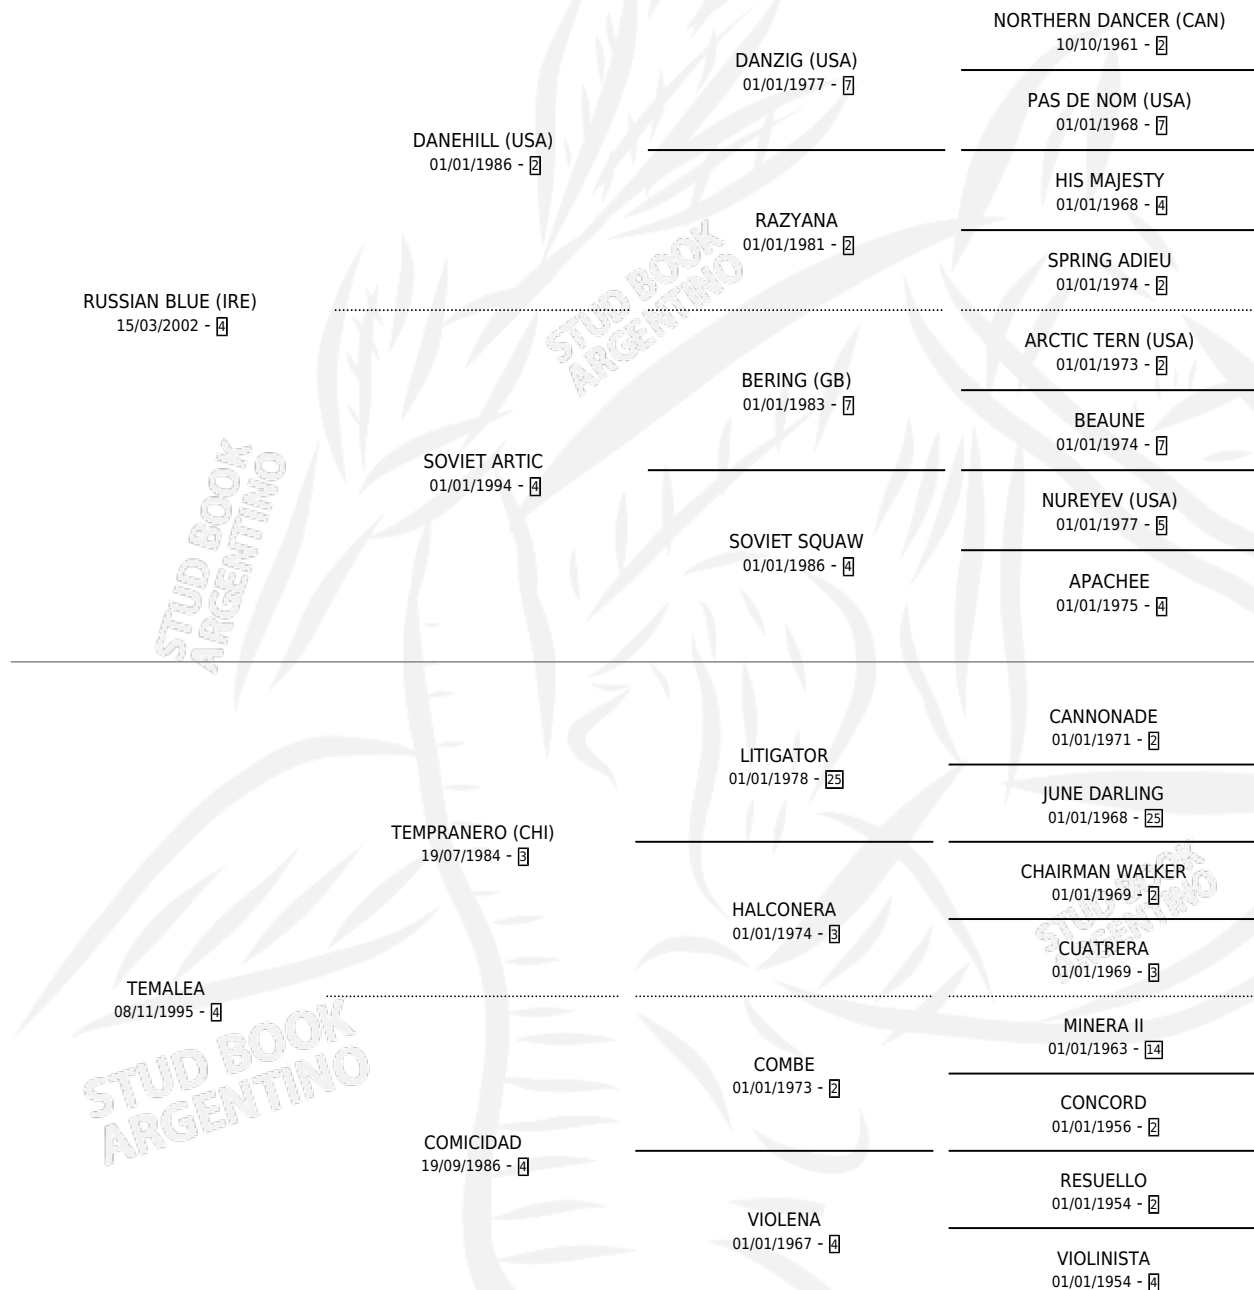 NORTHERN DANCER (CAN)
10/10/1961 - 2
DANZIG (USA)
01/01/1977 - 7
PAS DE NOM (USA)
01/01/1968 - 7
DANEHILL (USA)
01/01/1986 - 2
HIS MAJESTY
01/01/1968 - 4
RAZYANA
01/01/1981 - 2
SPRING ADIEU
01/01/1974 - 2
RUSSIAN BLUE (IRE)
15/03/2002 - 4
ARCTIC TERN (USA)
01/01/1973 - 2
BERING (GB)
01/01/1983 - 7
BEAUNE
01/01/1974 - 7
SOVIET ARTIC
01/01/1994 - 4
NUREYEV (USA)
01/01/1977 - 5
SOVIET SQUAW
01/01/1986 - 4
APACHEE
01/01/1975 - 4
CANNONADE
01/01/1971 - 2
LITIGATOR
01/01/1978 - 25
JUNE DARLING
01/01/1968 - 25
TEMPRANERO (CHI)
19/07/1984 - 3
CHAIRMAN WALKER
01/01/1969 - 2
HALCONERA
01/01/1974 - 3
CUATRERA
01/01/1969 - 3
TEMALEA
08/11/1995 - 4
MINERA II
01/01/1963 - 14
COMBE
01/01/1973 - 2
CONCORD
01/01/1956 - 2
COMICIDAD
19/09/1986 - 4
RESUELLO
01/01/1954 - 2
VIOLENA
01/01/1967 - 4
VIOLINISTA
01/01/1954 - 4
STUD BOOK
ARGENTINO
STUD BOOK
ARGENTINO
STUD BOOK
ARGENTINO
STUD BOOK
ARGENTINO